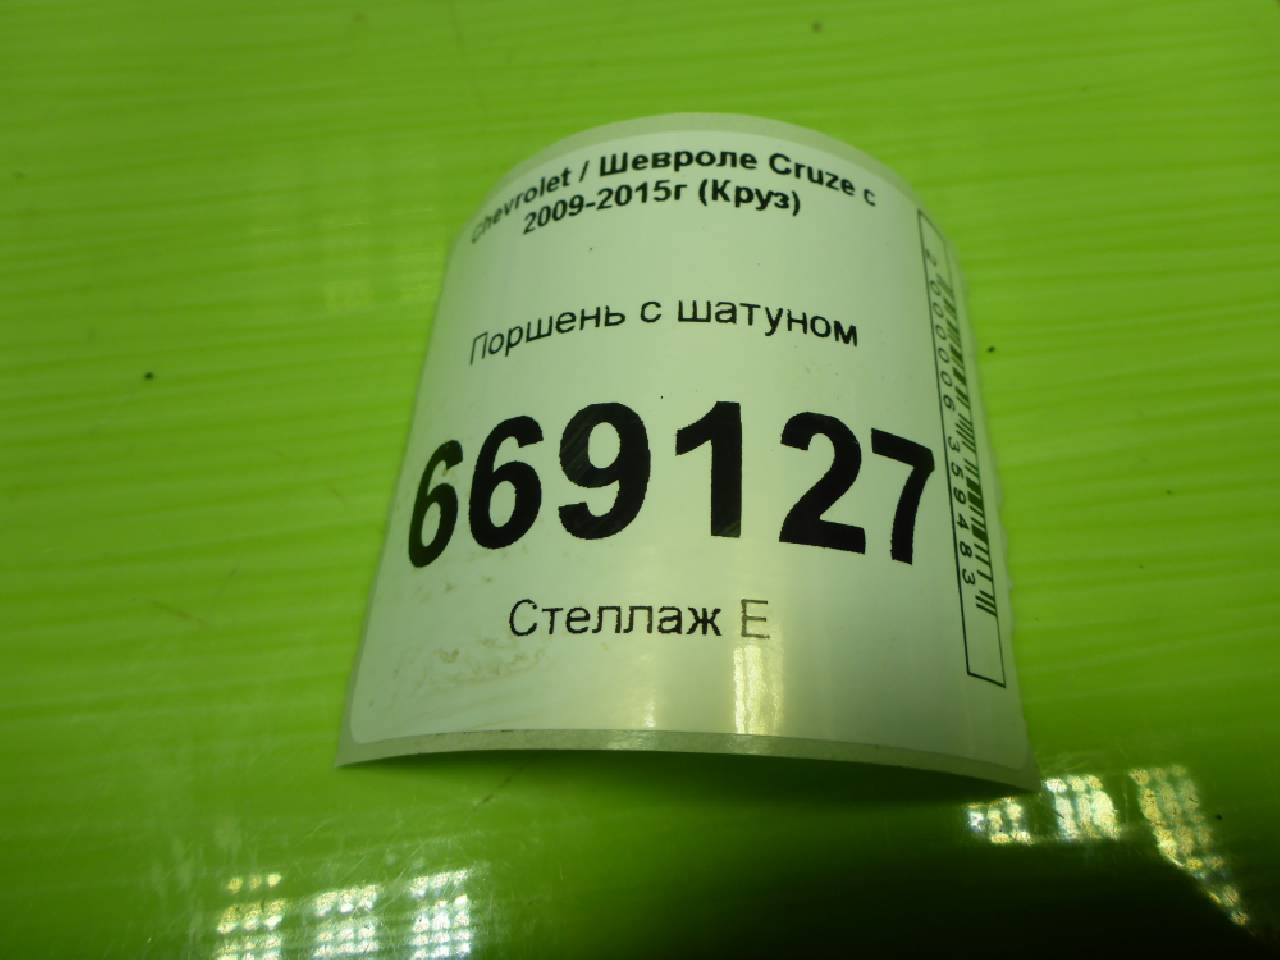 Chevrolet / Шевроле Cruze с
2009-2015г (Круз)
Поршень с шатуном
669127
Стеллаж Е
2000006359483